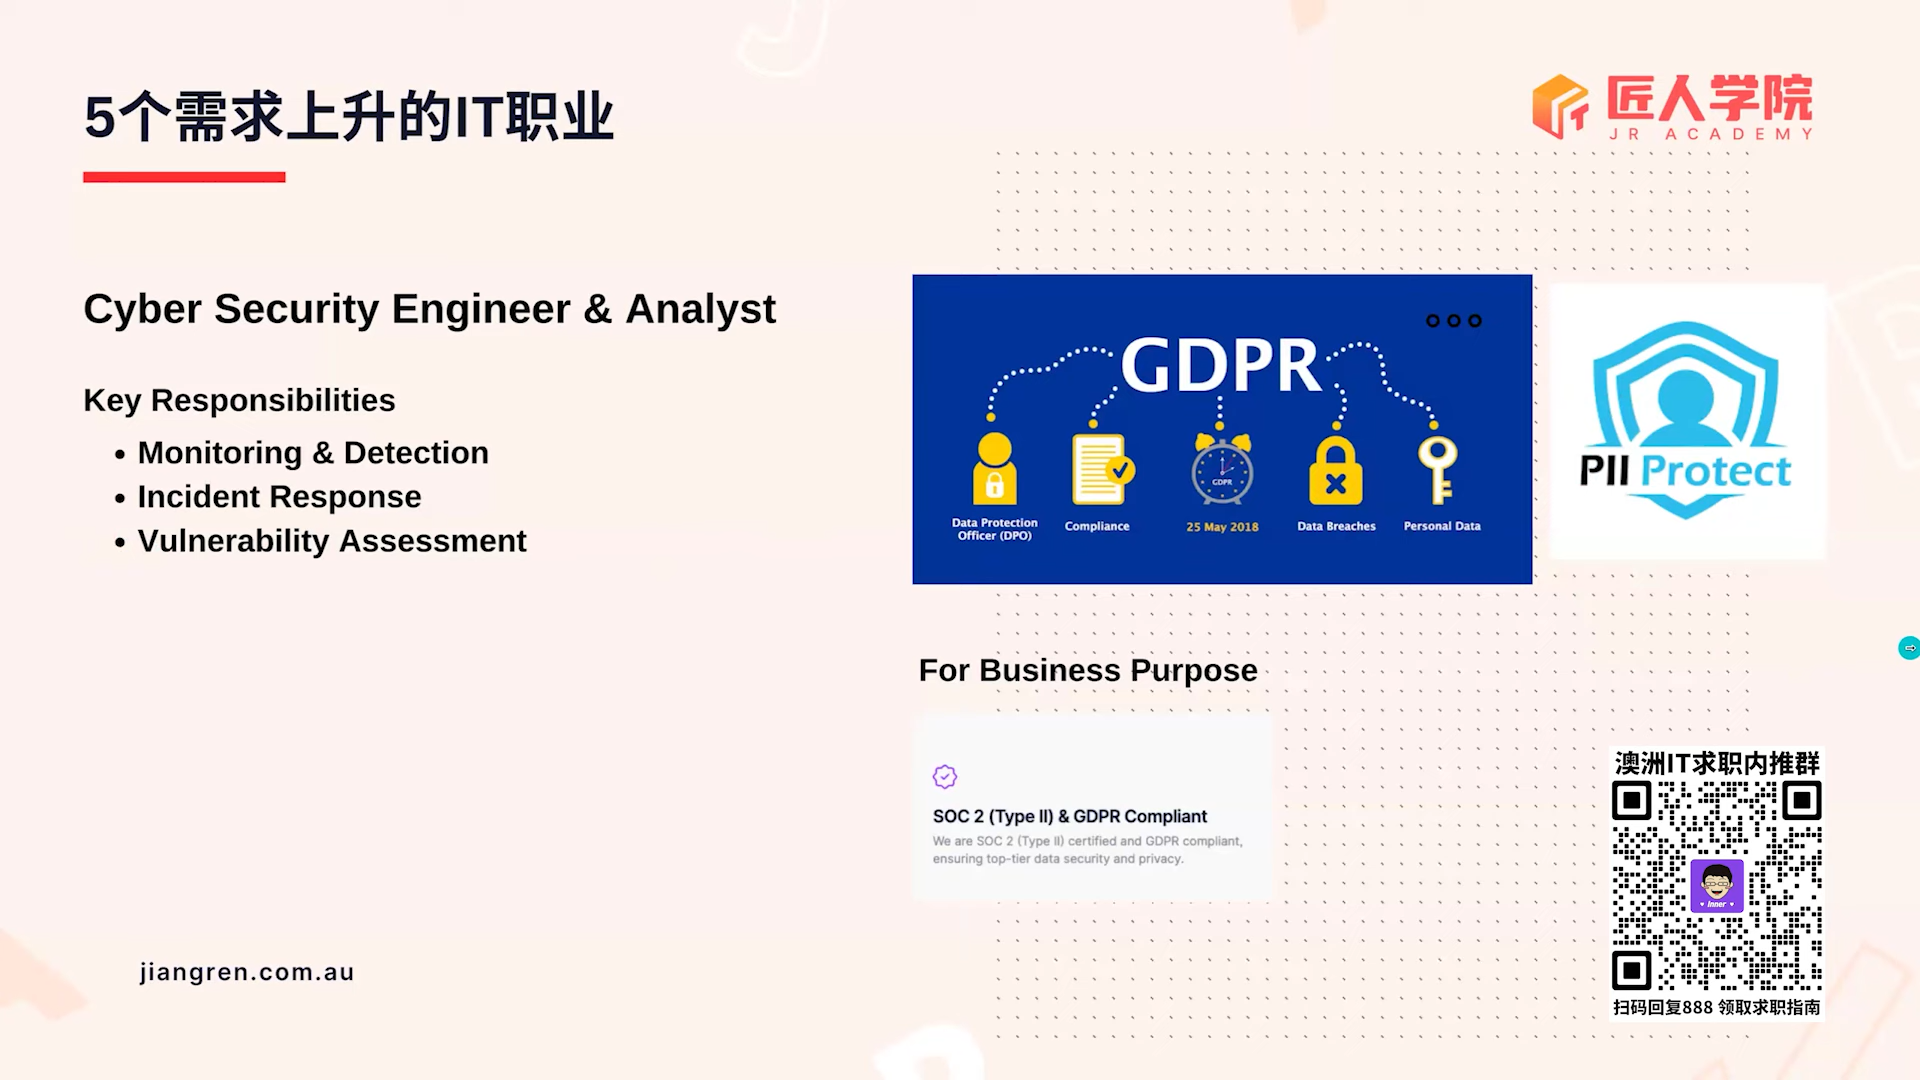 5个需求上升的IT职业
匠人学院
JR ACADEMY
Cyber Security Engineer & Analyst
Key Responsibilities
• Monitoring & Detection
• Incident Response
• Vulnerability Assessment
GDPR
GDPR
Data Protection
Officer (DPO)
Compliance
25 May 2018
Data Breaches
Personal Data
PII Protect
For Business Purpose
SOC 2 (Type II) & GDPR Compliant
We are SOC 2 (Type II) certified and GDPR compliant,
ensuring top-tier data security and privacy.
澳洲IT求职内推群
Inner
扫码回复888 领取求职指南
jiangren.com.au